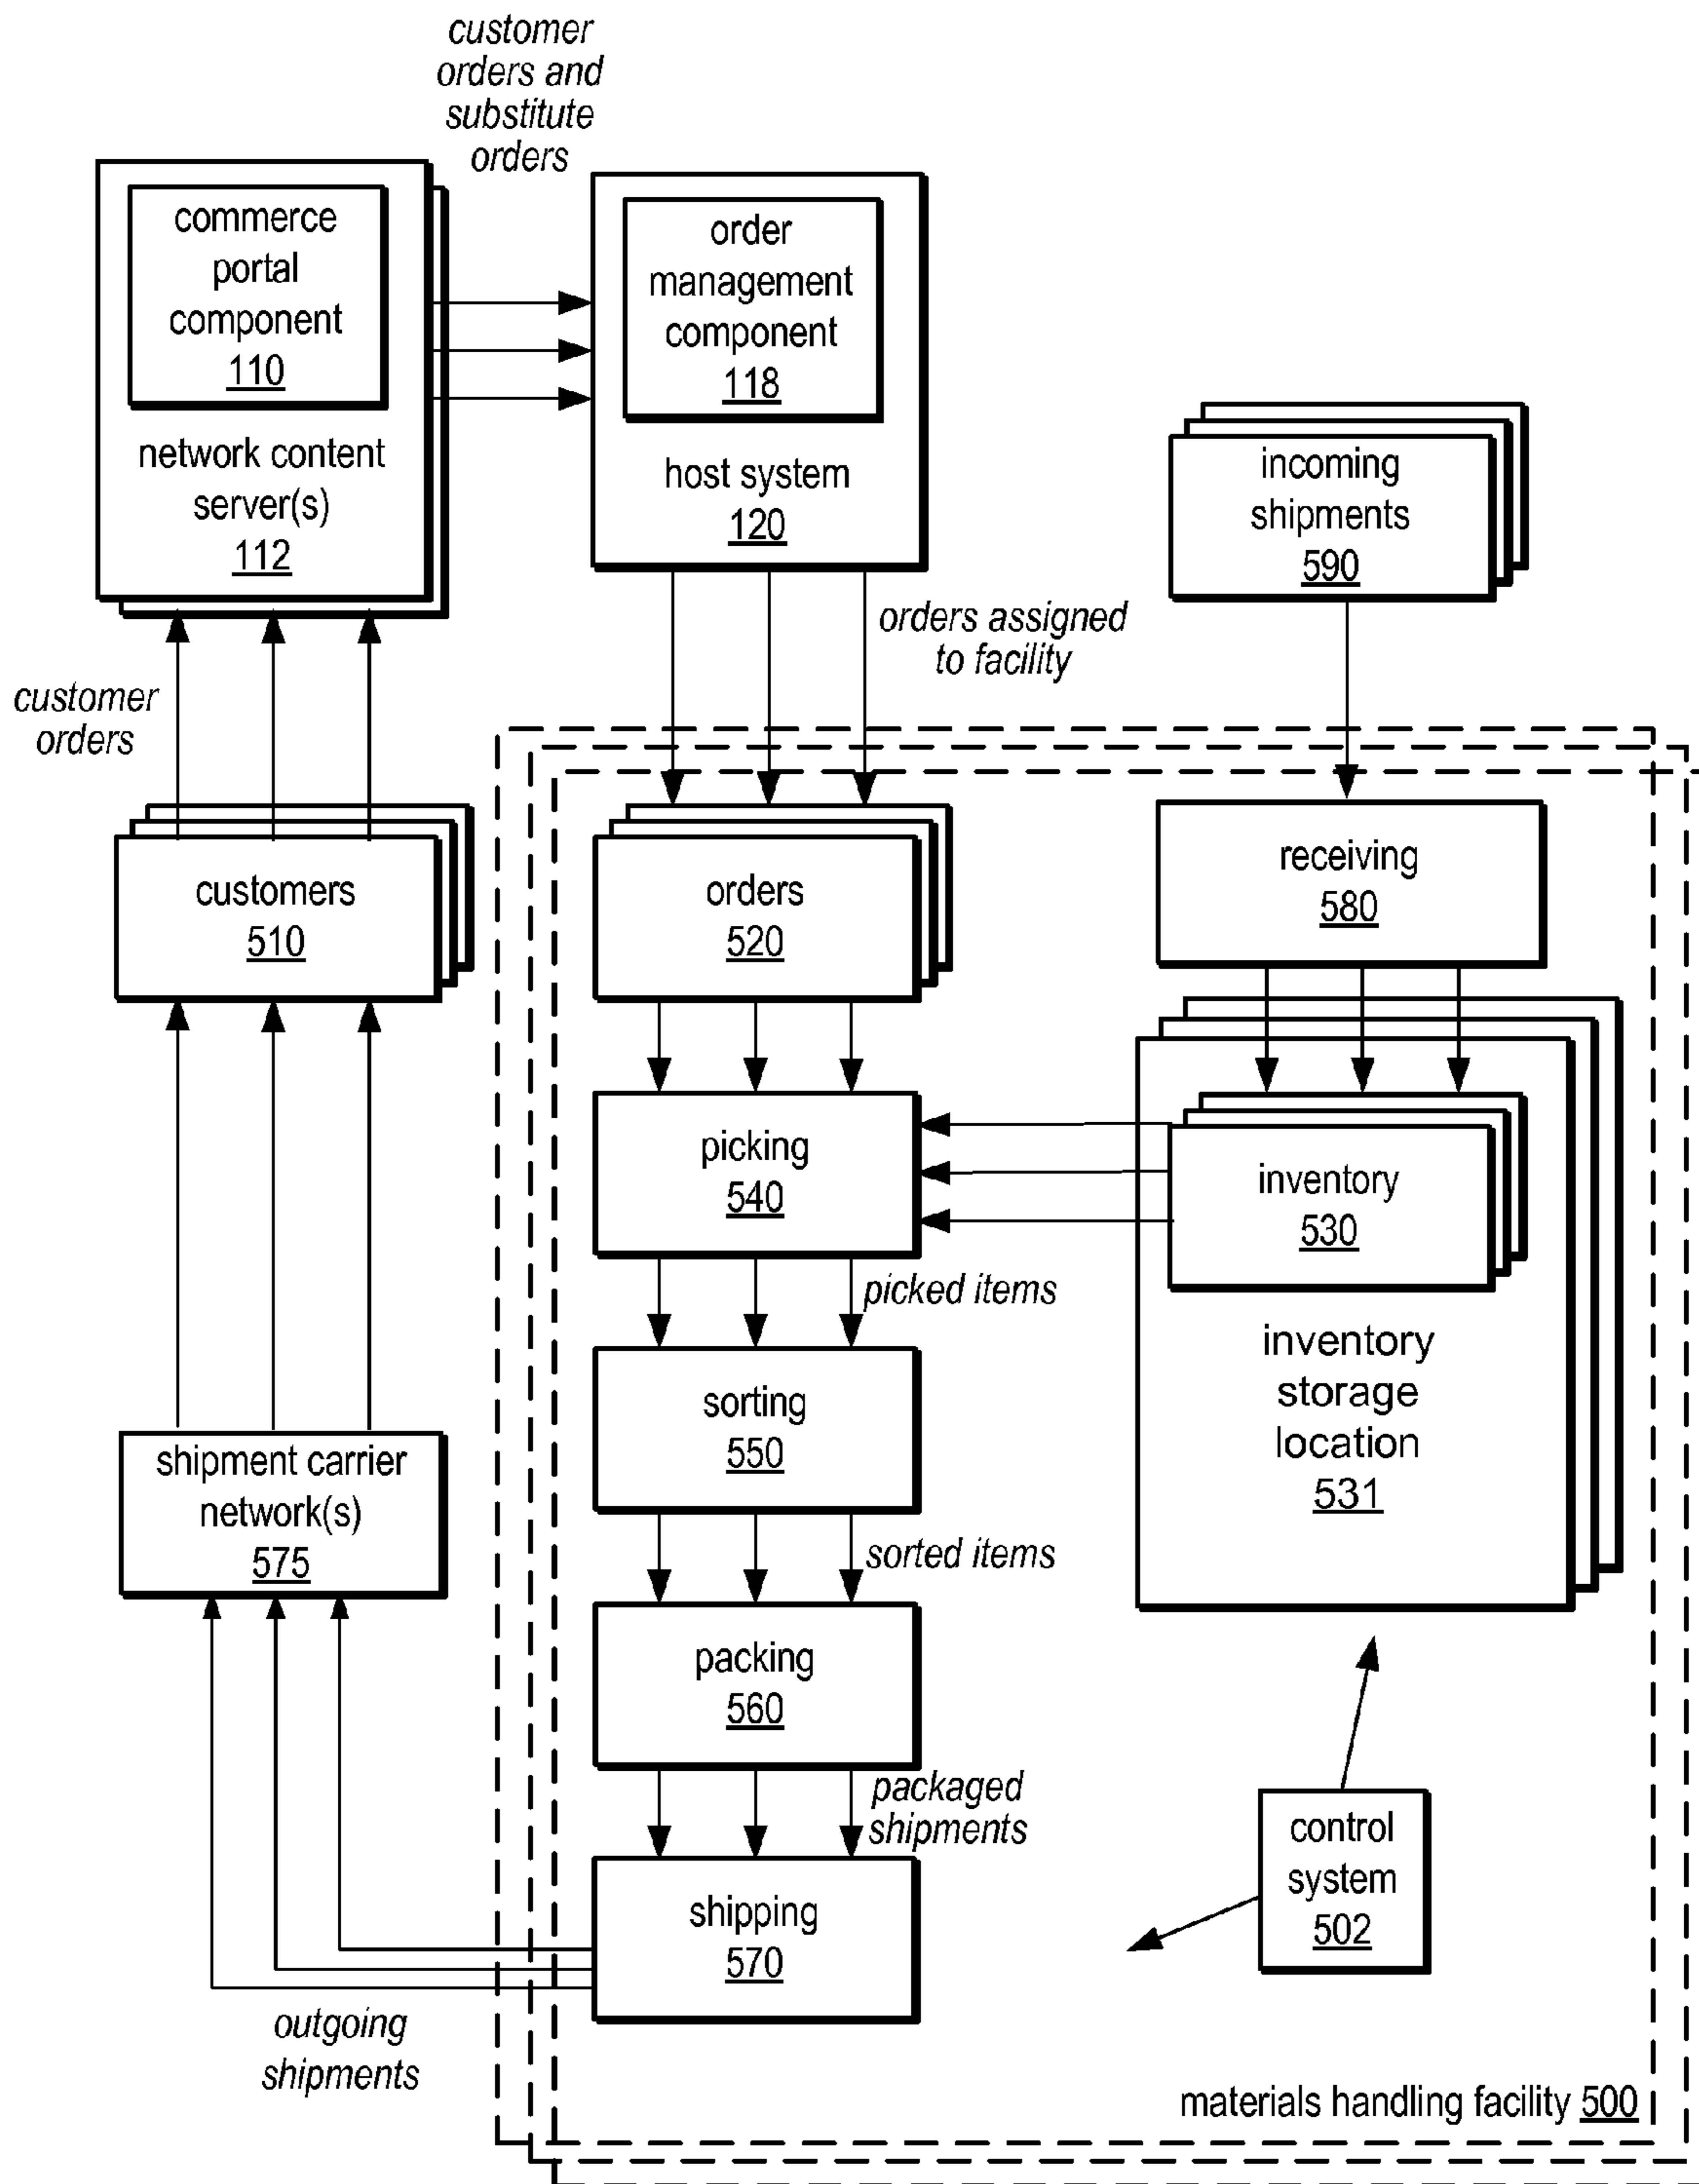 customer
orders and
substitute
orders
commerce
portal
component
110
network content
server(s)
112
order
management
component
118
host system
120
incoming
shipments
590
orders assigned
to facility
customer
orders
customers
510
orders
520
receiving
580
picking
540
inventory
530
picked items
inventory
storage
location
531
sorting
550
shipment carrier
network(s)
575
sorted items
packing
560
packaged
shipments
control
system
502
shipping
570
outgoing
shipments
materials handling facility 500